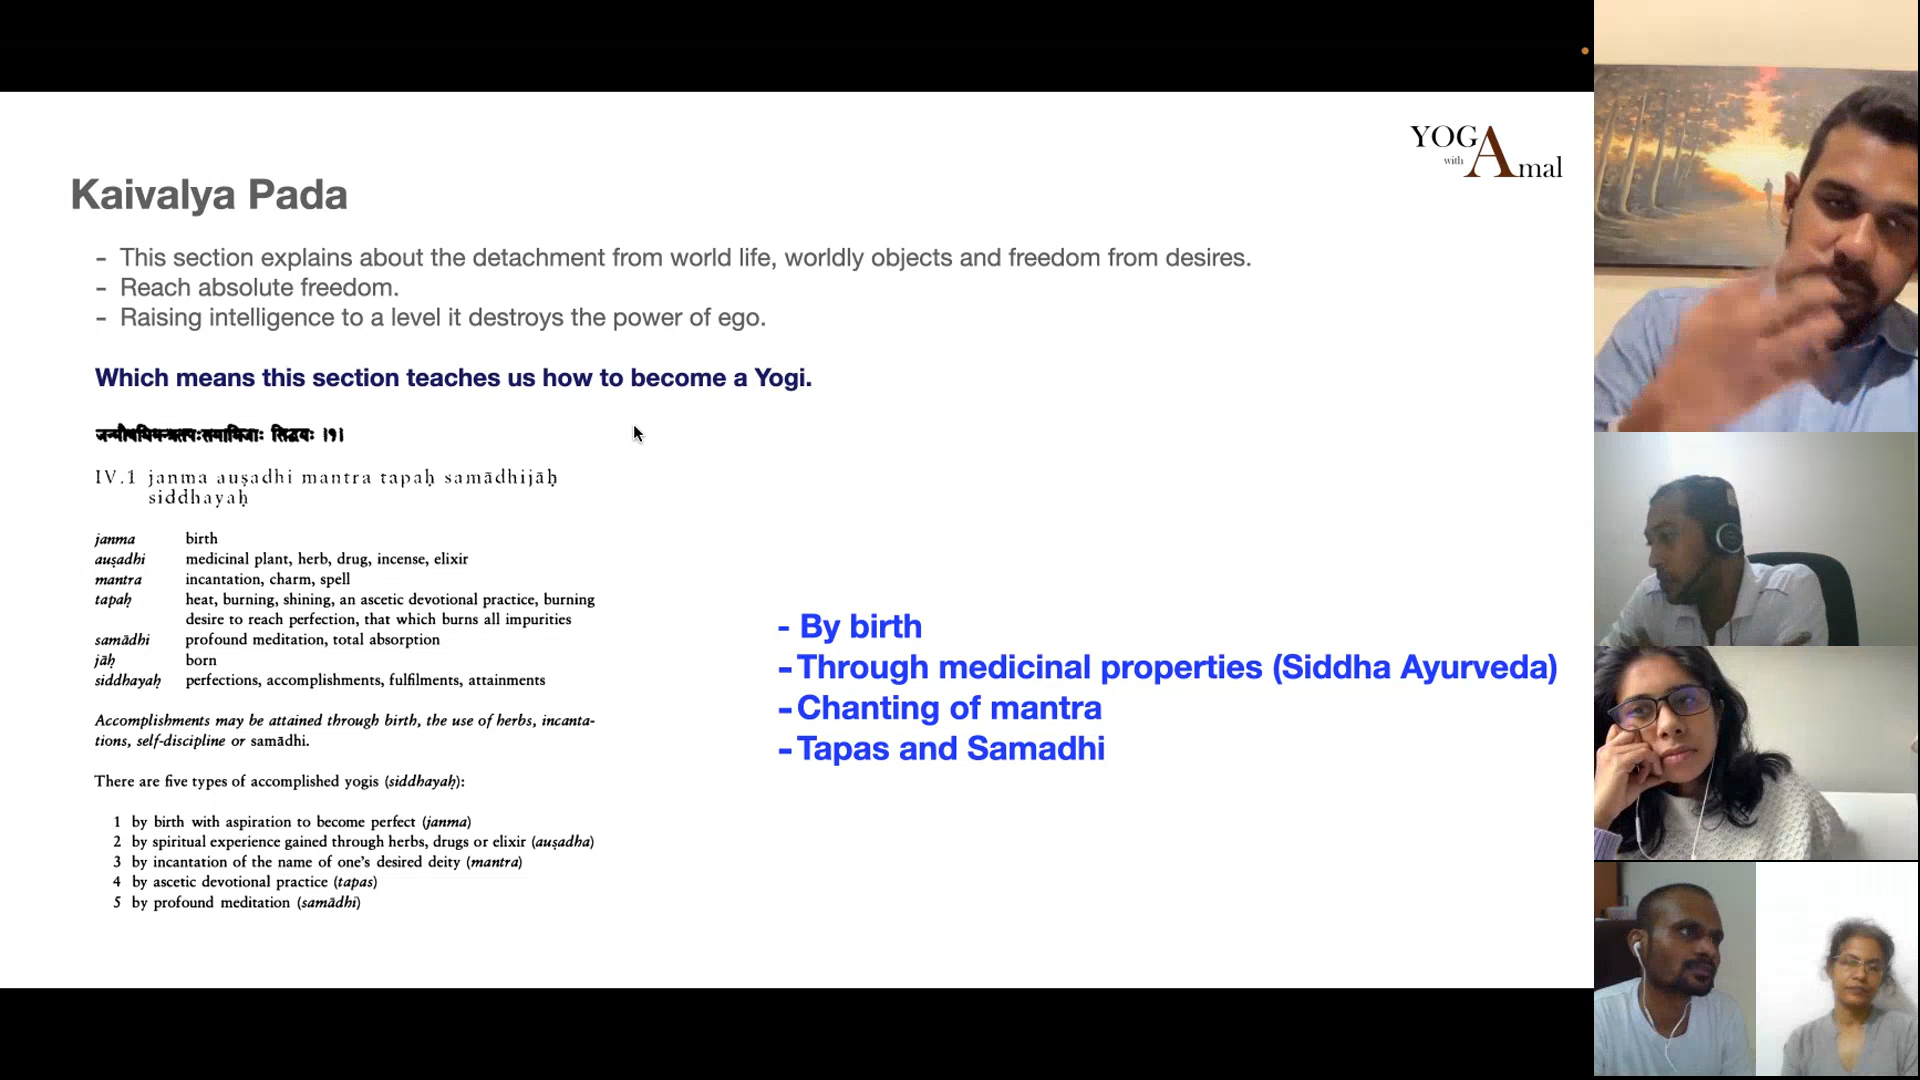 YOGA
with Amal
Kaivalya Pada
- This section explains about the detachment from world life, worldly objects and freedom from desires.
- Reach absolute freedom.
- Raising intelligence to a level it destroys the power of ego.
Which means this section teaches us how to become a Yogi.
जन्मौषधिमन्त्रतपःसमाधिजाः सिद्धयः ।१।
IV.1 janma auṣadhi mantra tapaḥ samādhijāḥ
siddhayaḥ
janma birth
auṣadhi medicinal plant, herb, drug, incense, elixir
mantra incantation, charm, spell
tapaḥ heat, burning, shining, an ascetic devotional practice, burning
desire to reach perfection, that which burns all impurities
samādhi profound meditation, total absorption
jāḥ born
siddhayaḥ perfections, accomplishments, fulfilments, attainments
Accomplishments may be attained through birth, the use of herbs, incanta-
tions, self-discipline or samādhi.
There are five types of accomplished yogis (siddhayaḥ):
1 by birth with aspiration to become perfect (janma)
2 by spiritual experience gained through herbs, drugs or elixir (auṣadha)
3 by incantation of the name of one's desired deity (mantra)
4 by ascetic devotional practice (tapas)
5 by profound meditation (samādhi)
- By birth
- Through medicinal properties (Siddha Ayurveda)
- Chanting of mantra
- Tapas and Samadhi